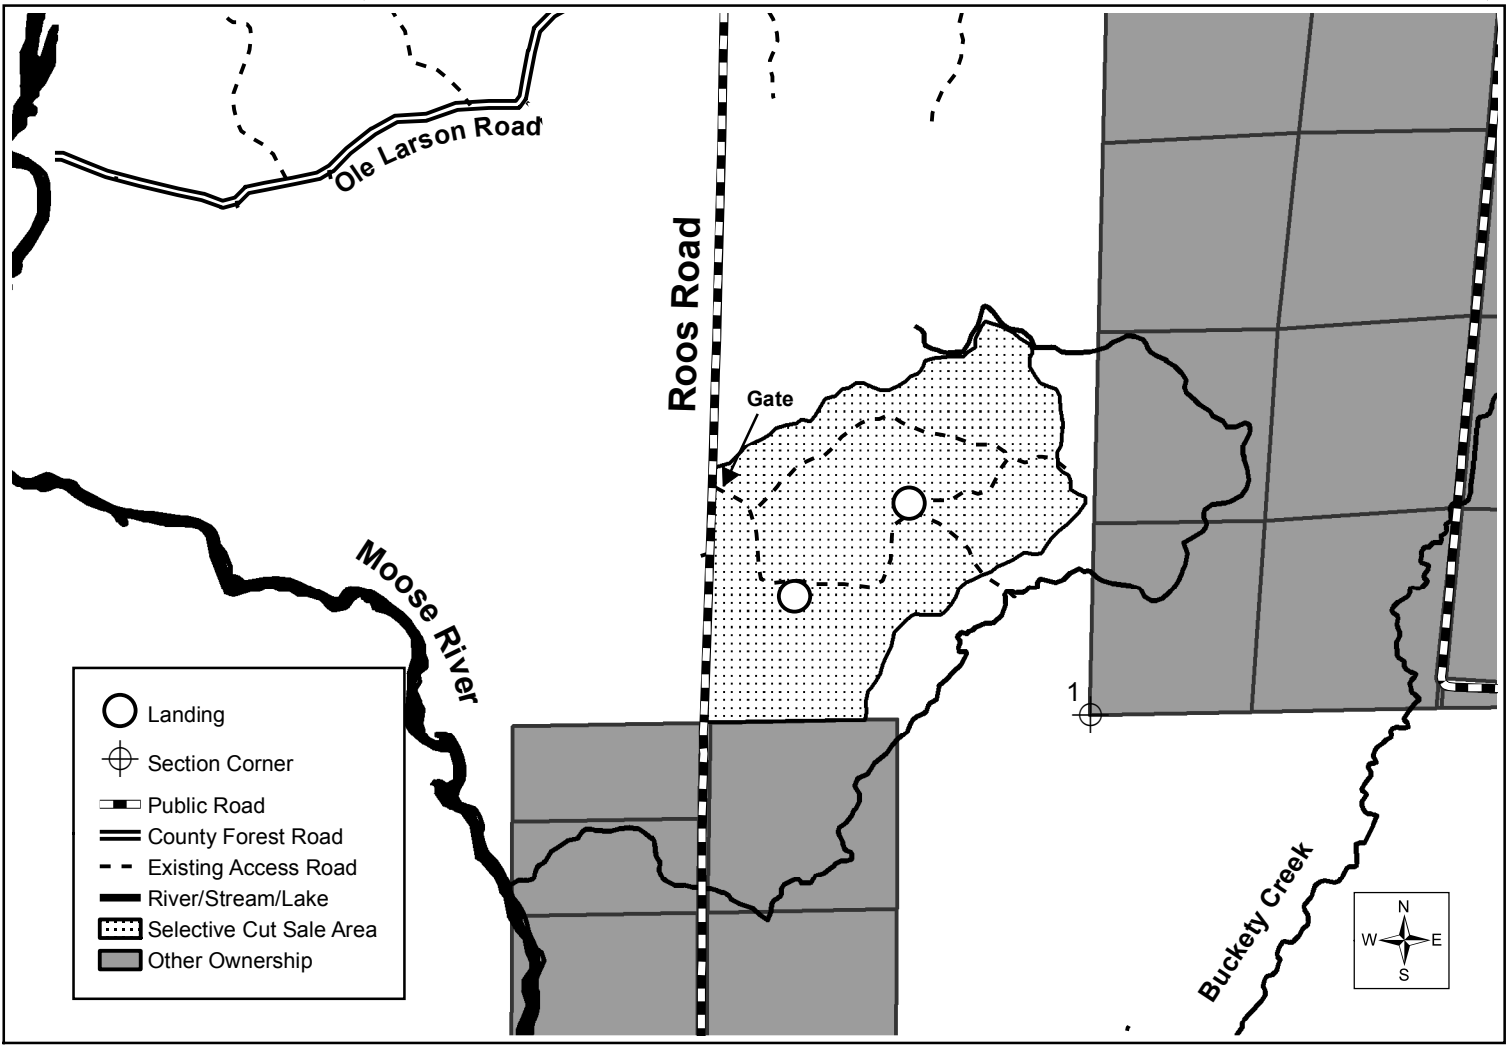 Ole Larson Road
Roos Road
Gate
Moose River
1
Landing
Section Corner
Public Road
County Forest Road
Existing Access Road
River/Stream/Lake
Selective Cut Sale Area
Other Ownership
Buckety Creek
N
W E
S